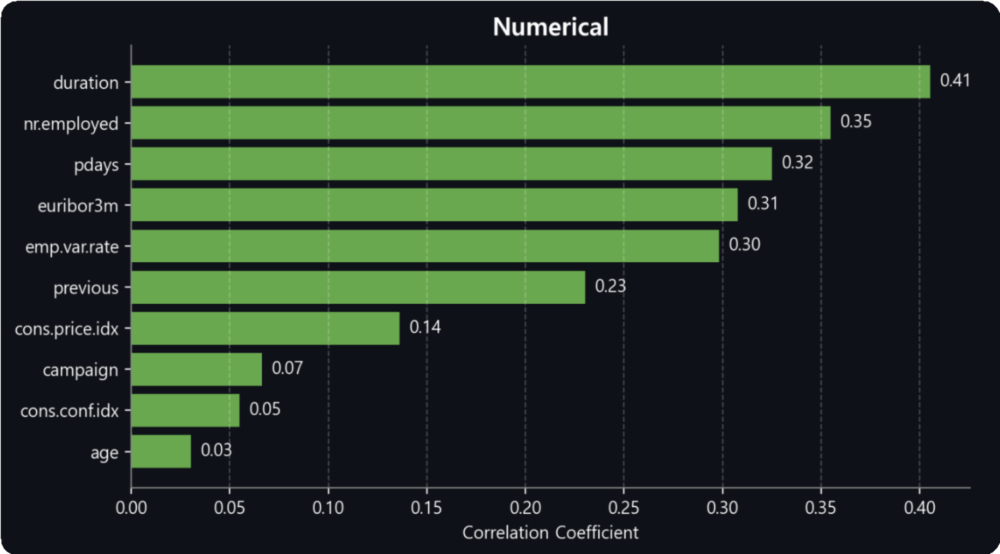 Numerical
duration 0.41
nr.employed 0.35
pdays 0.32
euribor3m 0.31
emp.var.rate 0.30
previous 0.23
cons.price.idx 0.14
campaign 0.07
cons.conf.idx 0.05
age 0.03
0.00 0.05 0.10 0.15 0.20 0.25 0.30 0.35 0.40
Correlation Coefficient